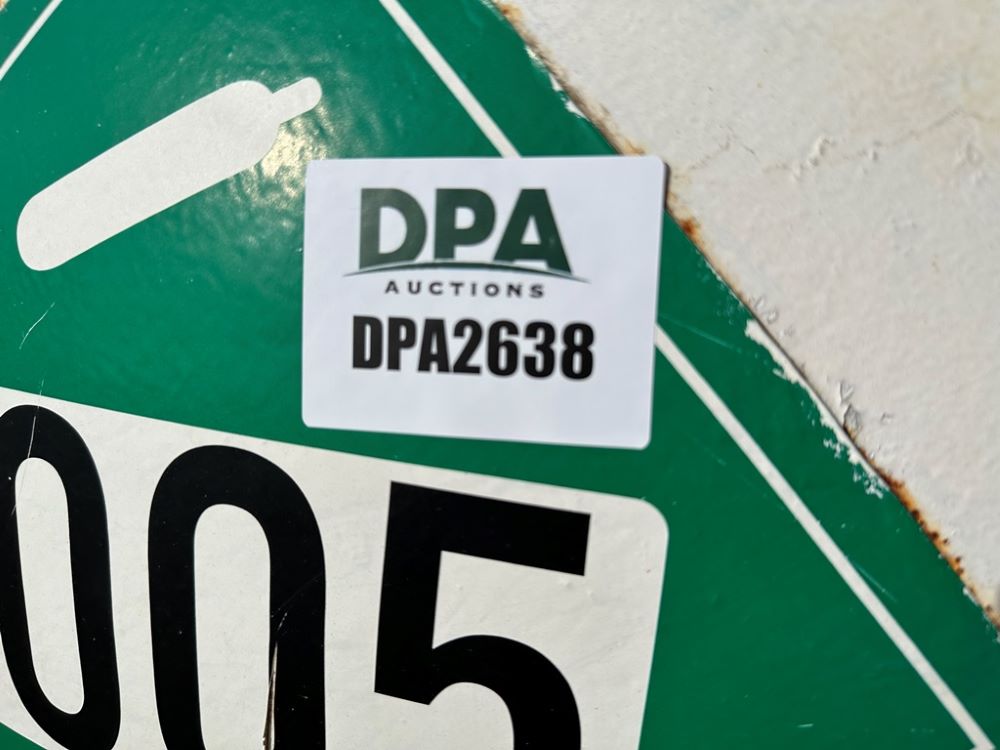 DPA
AUCTIONS
DPA2638
005